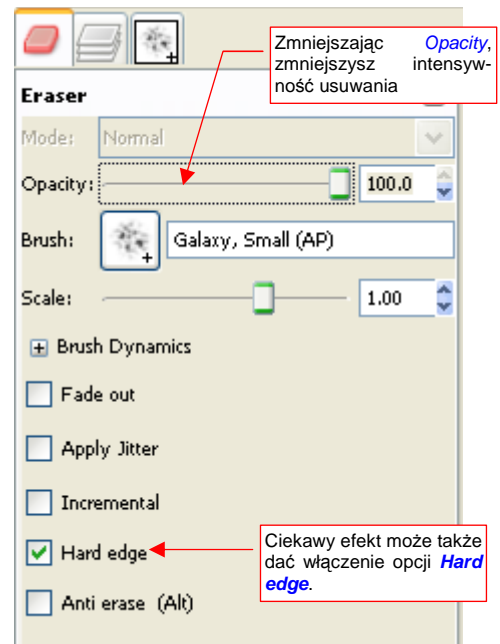 Zmniejszając Opacity,
zmniejszysz intensyw-
ność usuwania
Eraser
Mode: Normal
Opacity: 100.0
Brush: Galaxy, Small (AP)
Scale: 1.00
Brush Dynamics
Fade out
Apply Jitter
Incremental
Hard edge
Ciekawy efekt może także
dać włączenie opcji Hard
edge.
Anti erase (Alt)